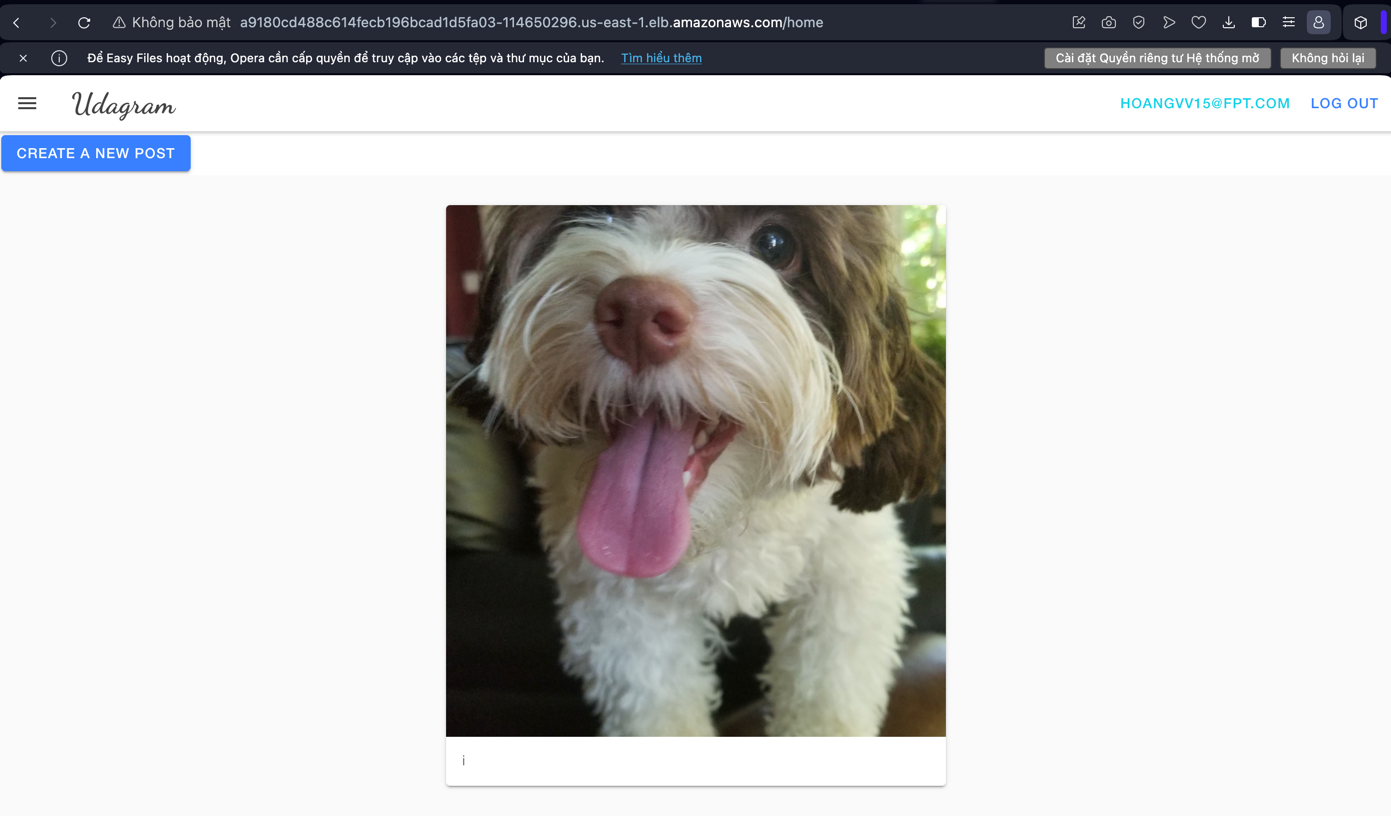 Không bảo mật a9180cd488c614fecb196bcad1d5fa03-114650296.us-east-1.elb.amazonaws.com/home
Để Easy Files hoạt động, Opera cần cấp quyền để truy cập vào các tệp và thư mục của bạn. Tìm hiểu thêm Cài đặt Quyền riêng tư Hệ thống mở Không hỏi lại
Udagram HOANGVV15@FPT.COM LOG OUT
CREATE A NEW POST
i